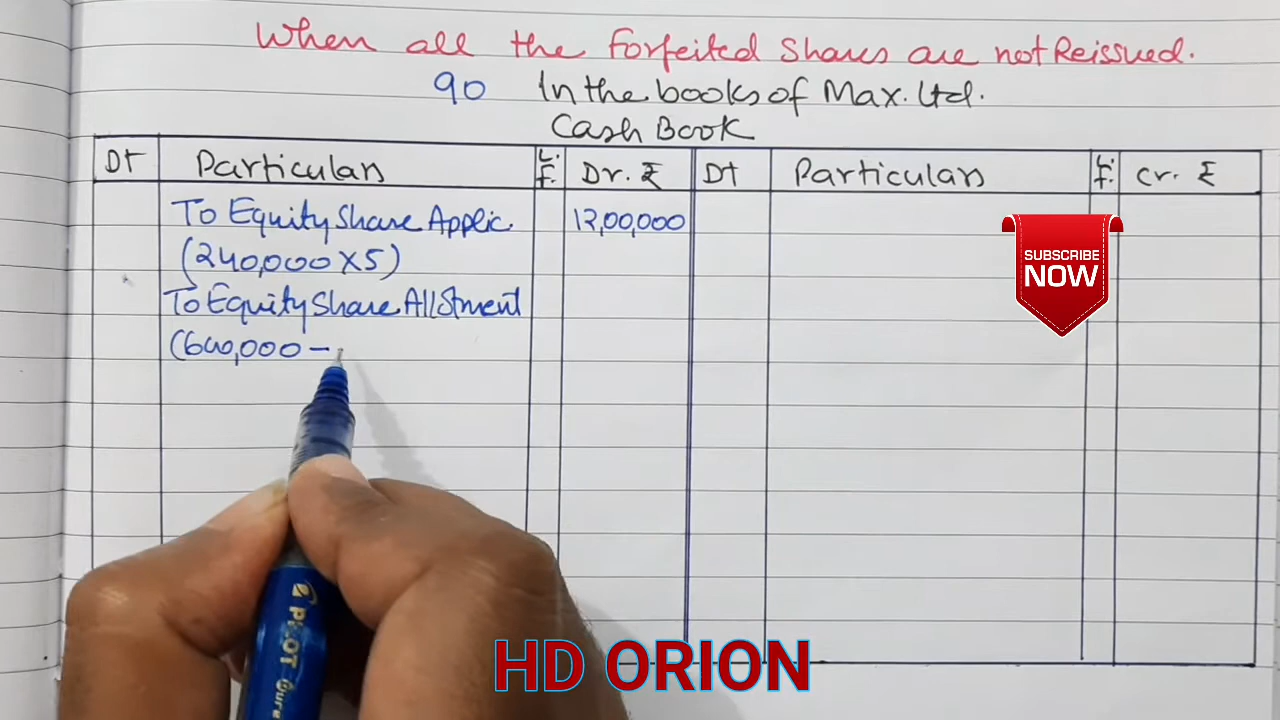 When all the forfeited Shares are not Reissued.
90 In the books of Max. Ltd.
Cash Book
Dt Particulars L.F. Dr. ₹ Dt Particulars L.F. Cr. ₹
To Equity Share Applic. 12,00,000
(240,000 X 5)
To Equity Share Allotment
(640,000 -
SUBSCRIBE
NOW
PILOT
HD ORION